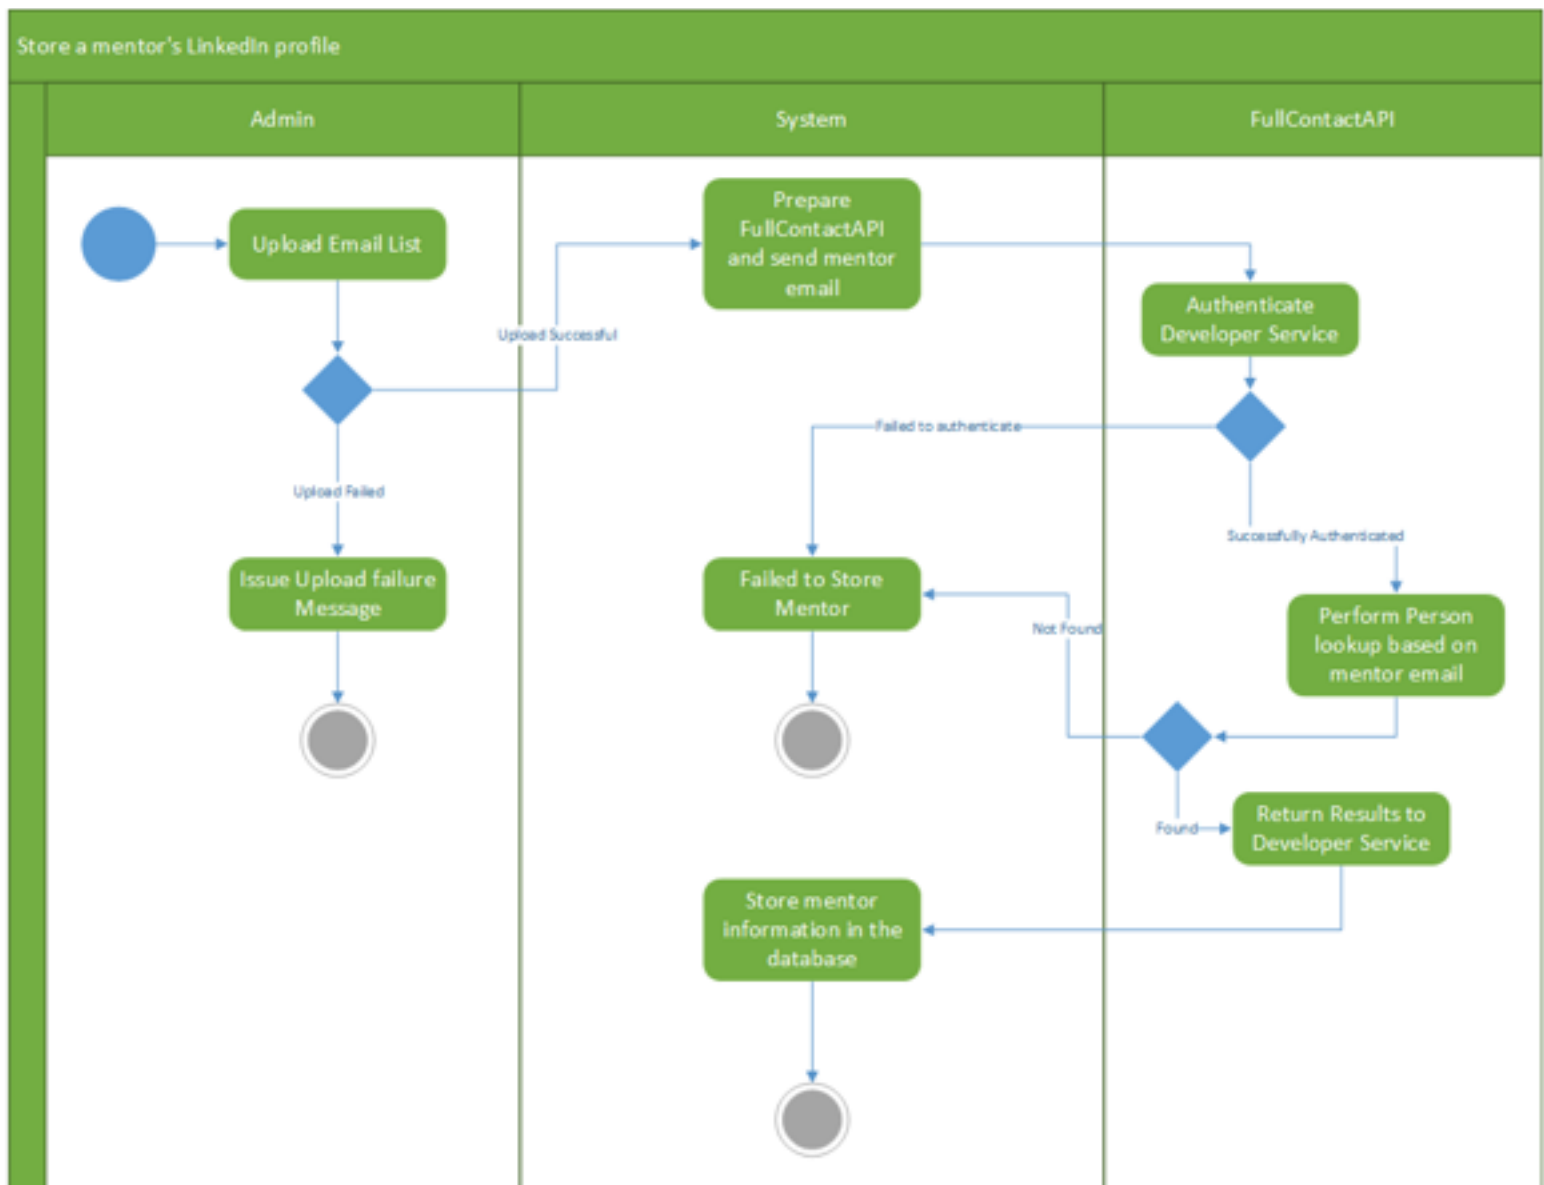 Store a mentor's LinkedIn profile
Admin
System
FullContactAPI
Upload Email List
Prepare
FullContactAPI
and send mentor
email
Authenticate
Developer Service
Upload Successful
Failed to authenticate
Upload Failed
Successfully Authenticated
Issue Upload failure
Message
Failed to Store
Mentor
Not Found
Perform Person
lookup based on
mentor email
Found
Return Results to
Developer Service
Store mentor
information in the
database